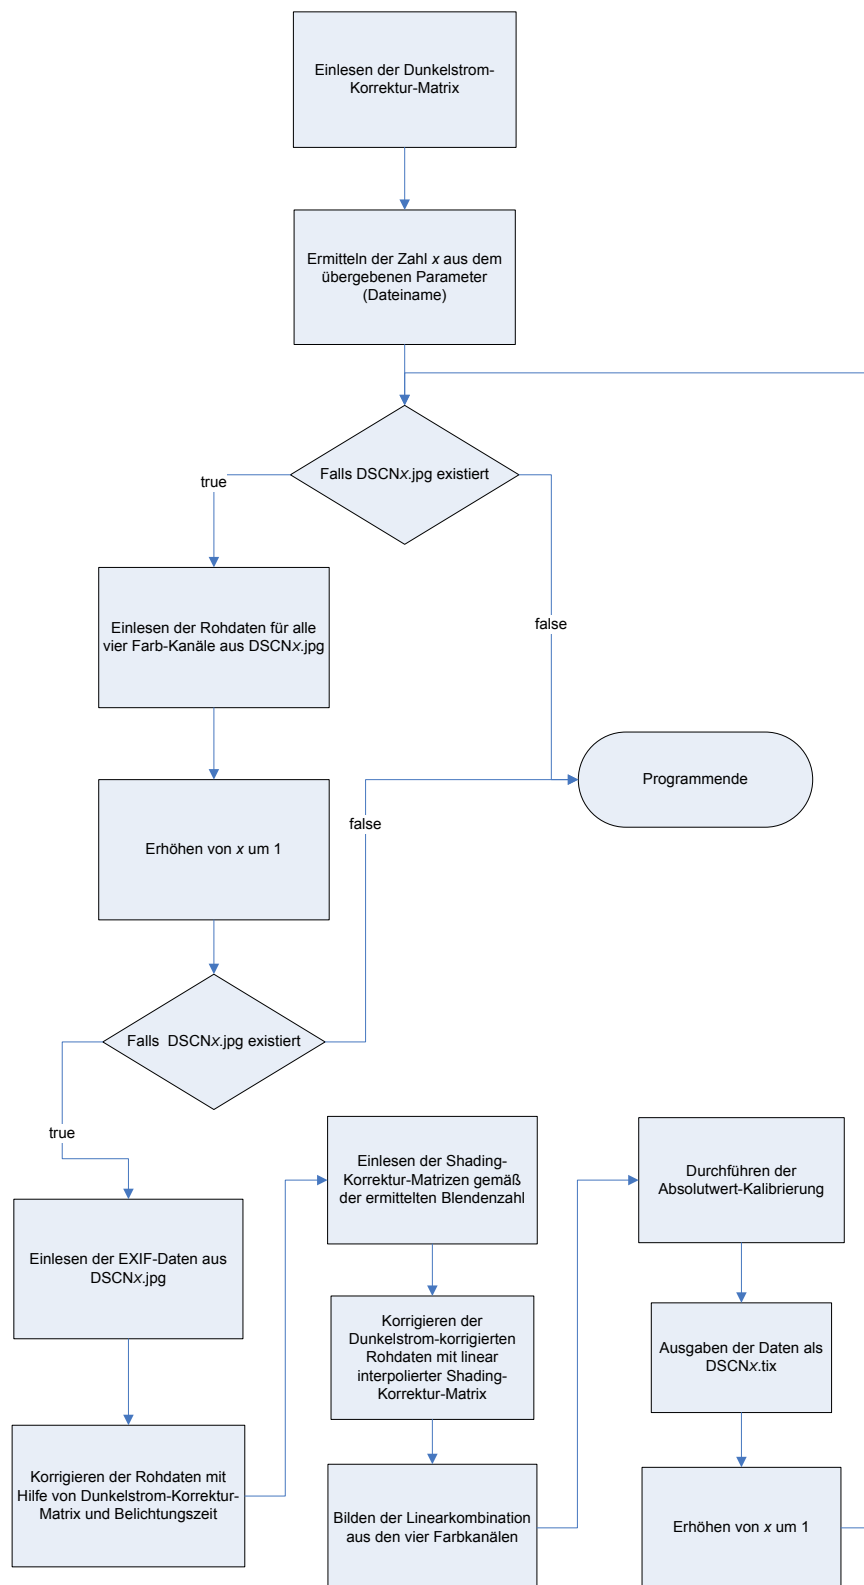 Einlesen der Dunkelstrom-
Korrektur-Matrix
Ermitteln der Zahl x aus dem
übergebenen Parameter
(Dateiname)
Falls DSCNx.jpg existiert
true
false
Einlesen der Rohdaten für alle
vier Farb-Kanäle aus DSCNx.jpg
Programmende
Erhöhen von x um 1
false
Falls DSCNx.jpg existiert
true
Einlesen der EXIF-Daten aus
DSCNx.jpg
Korrigieren der Rohdaten mit
Hilfe von Dunkelstrom-Korrektur-
Matrix und Belichtungszeit
Einlesen der Shading-
Korrektur-Matrizen gemäß
der ermittelten Blendenzahl
Korrigieren der
Dunkelstrom-korrigierten
Rohdaten mit linear
interpolierter Shading-
Korrektur-Matrix
Bilden der Linearkombination
aus den vier Farbkanälen
Durchführen der
Absolutwert-Kalibrierung
Ausgaben der Daten als
DSCNx.tix
Erhöhen von x um 1